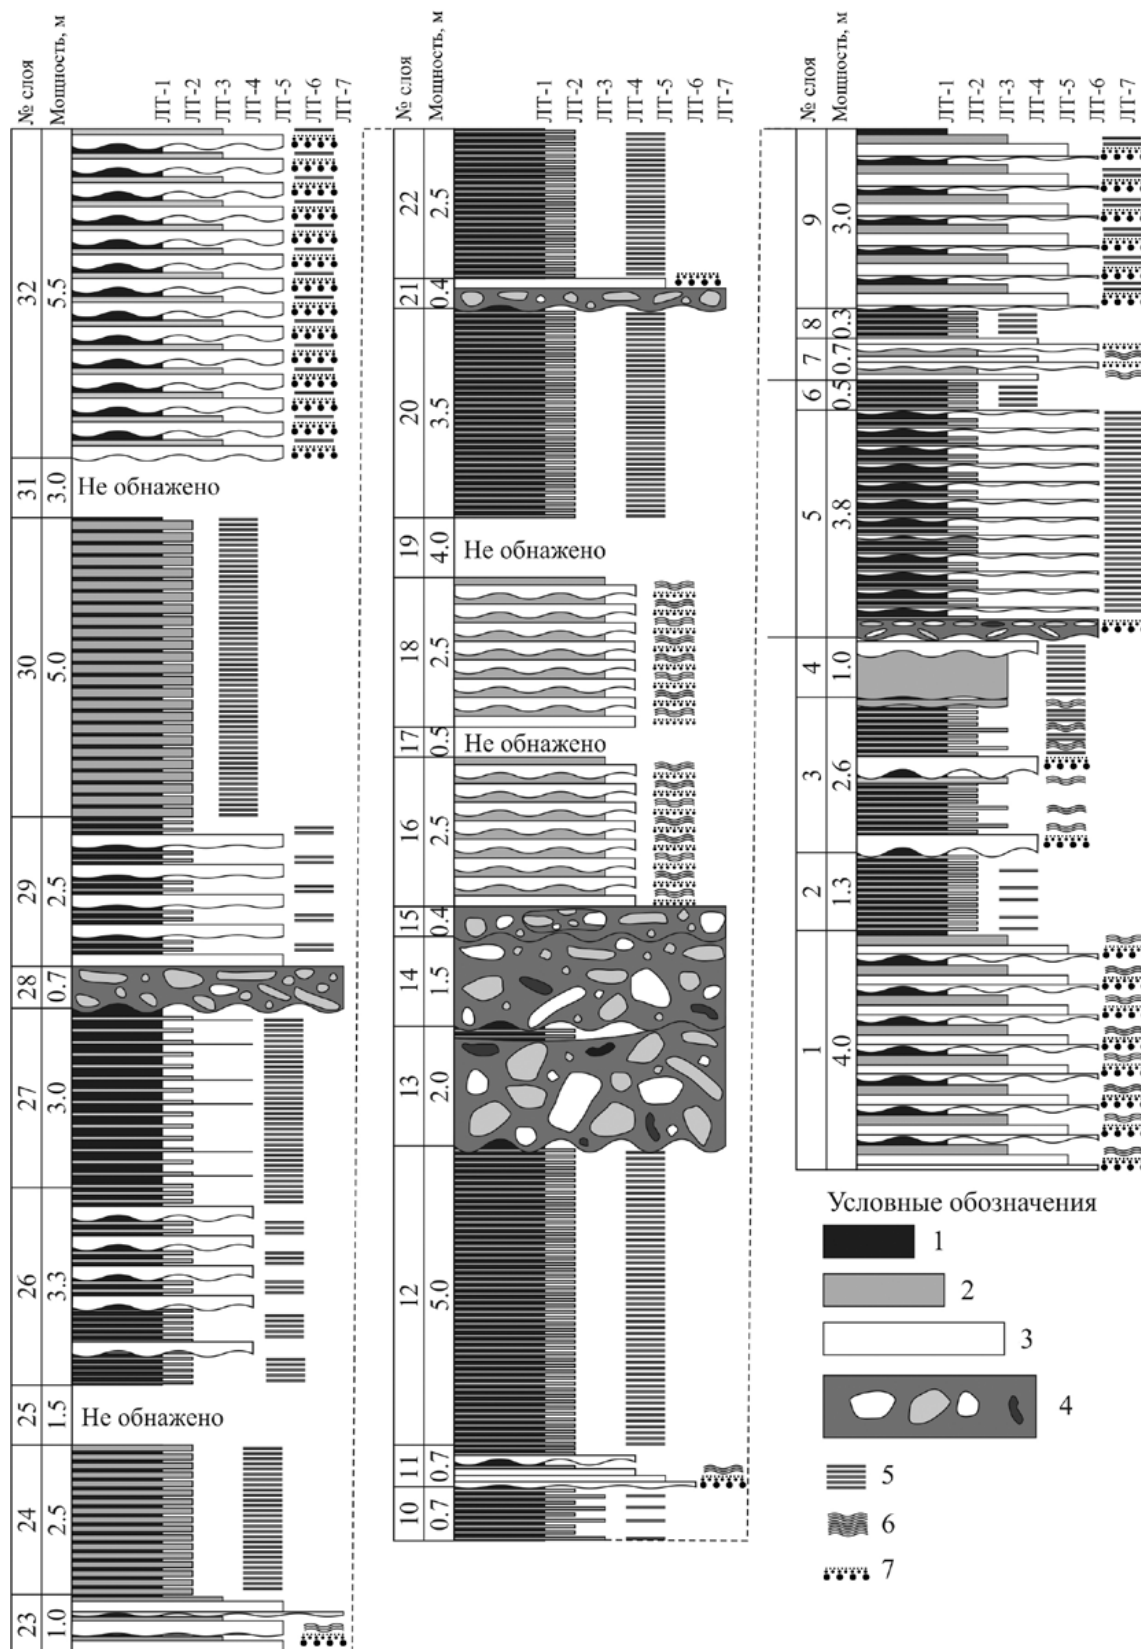 № слоя
Мощность, м
ЛТ-1
ЛТ-2
ЛТ-3
ЛТ-4
ЛТ-5
ЛТ-6
ЛТ-7
32 5.5
31 3.0 Не обнажено
30 5.0
29 2.5
28 0.7
27 3.0
26 3.3
25 1.5 Не обнажено
24 2.5
23 1.0
№ слоя
Мощность, м
ЛТ-1
ЛТ-2
ЛТ-3
ЛТ-4
ЛТ-5
ЛТ-6
ЛТ-7
22 2.5
21 0.4
20 3.5
19 4.0 Не обнажено
18 2.5
17 0.5 Не обнажено
16 2.5
15 0.4
14 1.5
13 2.0
12 5.0
11 0.7
10 0.7
№ слоя
Мощность, м
ЛТ-1
ЛТ-2
ЛТ-3
ЛТ-4
ЛТ-5
ЛТ-6
ЛТ-7
9 3.0
8 0.3
7 0.7
6 0.5
5 3.8
4 1.0
3 2.6
2 1.3
1 4.0
Условные обозначения
1
2
3
4
5
6
7